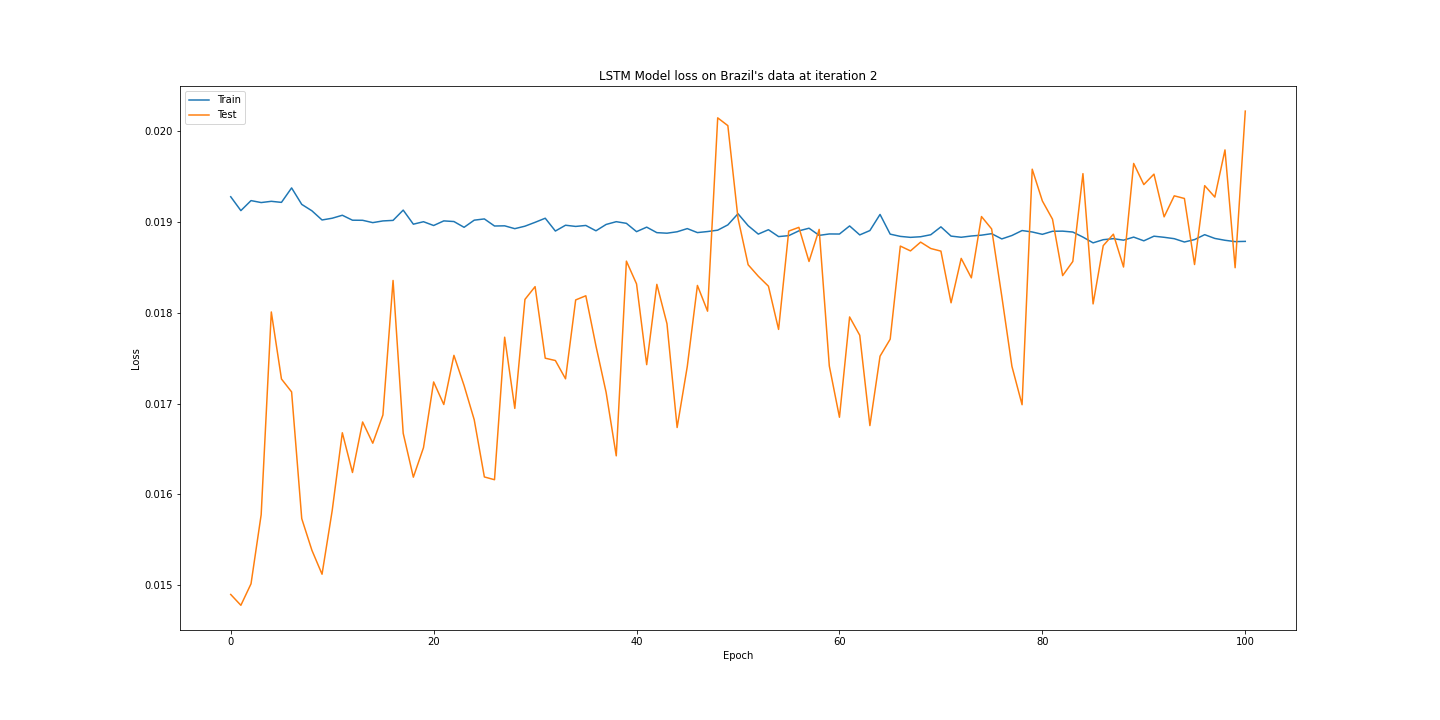 LSTM Model loss on Brazil's data at iteration 2
Train
Test
0.020
0.019
0.018
0.017
0.016
0.015
Loss
0 20 40 60 80 100
Epoch